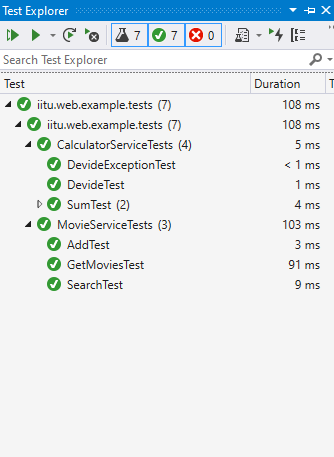 Test Explorer
7 7 0
Search Test Explorer
Test Duration
iitu.web.example.tests (7) 108 ms
iitu.web.example.tests (7) 108 ms
CalculatorServiceTests (4) 5 ms
DevideExceptionTest < 1 ms
DevideTest 1 ms
SumTest (2) 4 ms
MovieServiceTests (3) 103 ms
AddTest 3 ms
GetMoviesTest 91 ms
SearchTest 9 ms